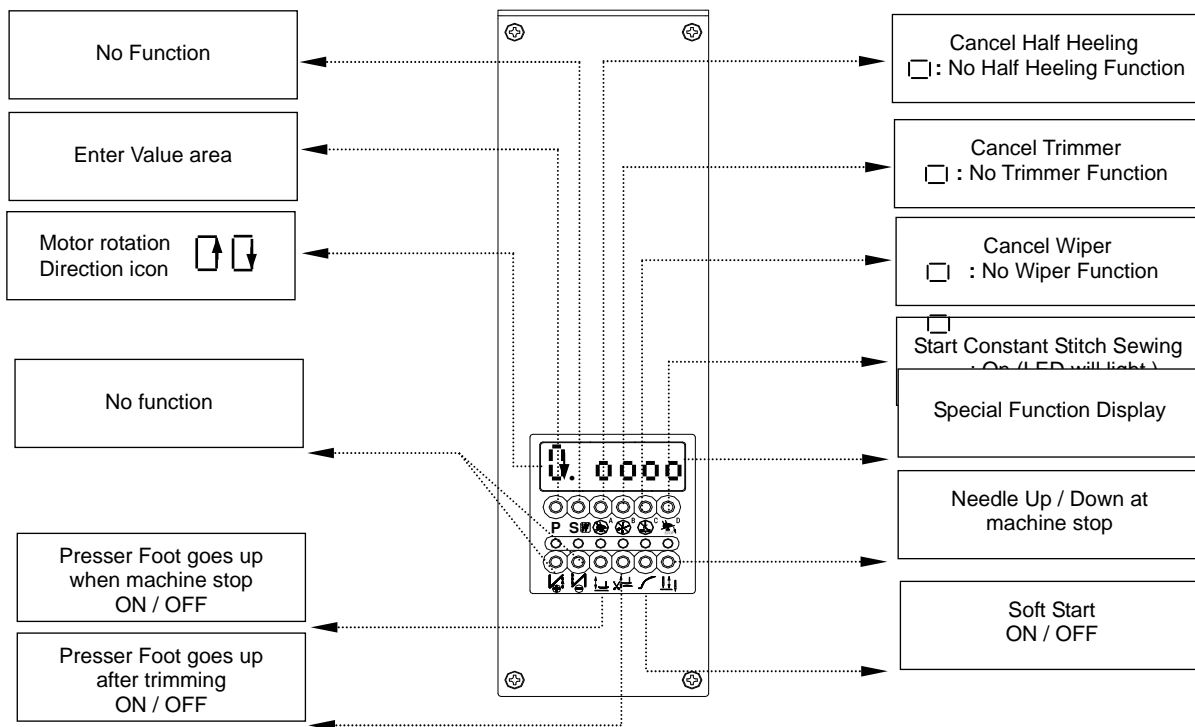 No Function
Enter Value area
Motor rotation
Direction icon
No function
Presser Foot goes up
when machine stop
ON / OFF
Presser Foot goes up
after trimming
ON / OFF
P S
A B C D
Cancel Half Heeling
: No Half Heeling Function
Cancel Trimmer
: No Trimmer Function
Cancel Wiper
: No Wiper Function
Start Constant Stitch Sewing
: On (LED will light )
Special Function Display
Needle Up / Down at
machine stop
Soft Start
ON / OFF